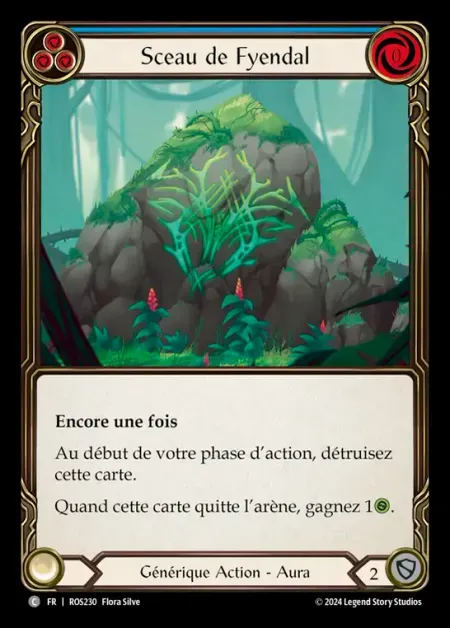 Sceau de Fyendal
0
Encore une fois
Au début de votre phase d'action, détruisez
cette carte.
Quand cette carte quitte l'arène, gagnez 1.
Générique Action - Aura
2
C FR | ROS230 Flora Silve
© 2024 Legend Story Studios